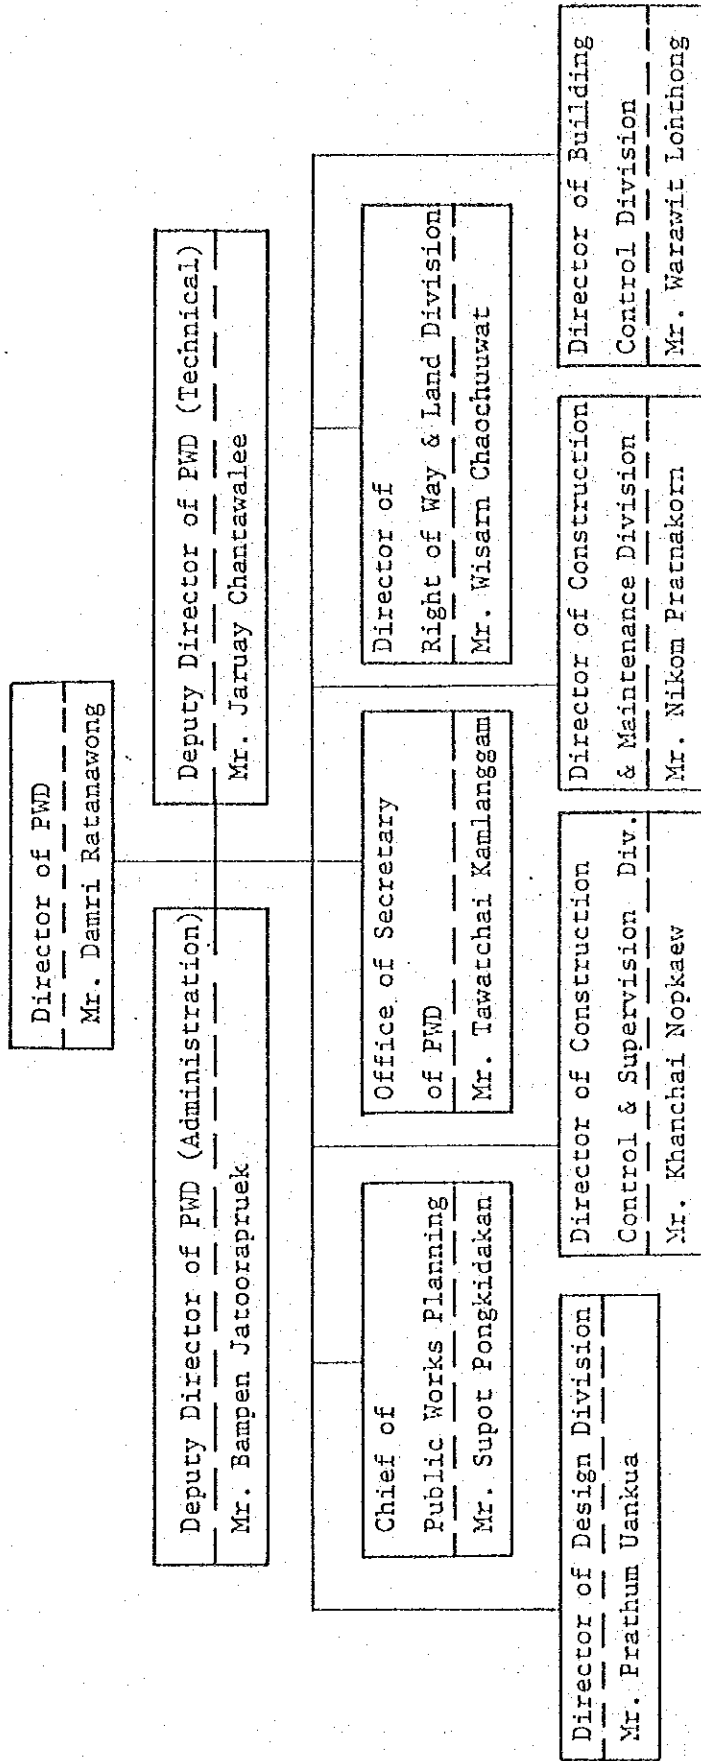 Director of PWD
Mr. Damri Ratanawong
Deputy Director of PWD (Administration)
Mr. Bampen Jatoorapruek
Deputy Director of PWD (Technical)
Mr. Jaruay Chantawalee
Chief of
Public Works Planning
Mr. Supot Pongkidakan
Office of Secretary
of PWD
Mr. Tawatchai Kamlanggam
Director of
Right of Way & Land Division
Mr. Wisarn Chaochuuwat
Director of Design Division
Mr. Prathum Uankua
Director of Construction
Control & Supervision Div.
Mr. Khanchai Nopkaew
Director of Construction
& Maintenance Division
Mr. Nikom Pratnakorn
Director of Building
Control Division
Mr. Warawit Lohthong